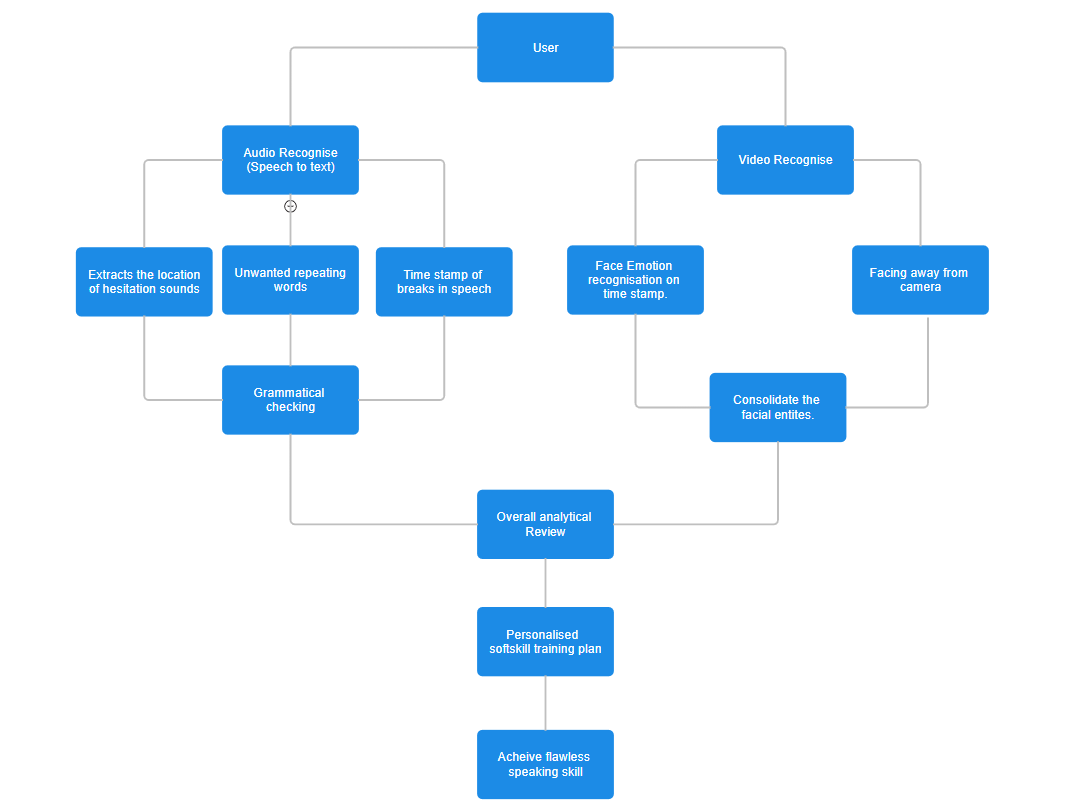 User
Audio Recognise
(Speech to text)
Video Recognise
Extracts the location
of hesitation sounds
Unwanted repeating
words
Time stamp of
breaks in speech
Face Emotion
recognisation on
time stamp.
Facing away from
camera
Grammatical
checking
Consolidate the
facial entites.
Overall analytical
Review
Personalised
softskill training plan
Acheive flawless
speaking skill